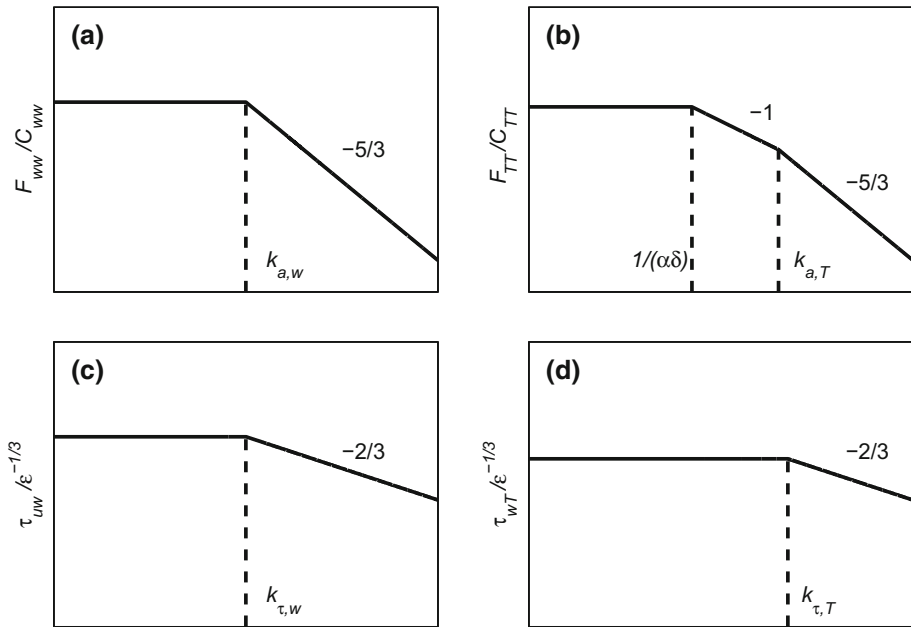 (a)
F_ww/C_ww
−5/3
k_a,w
(b)
F_TT/C_TT
−1
−5/3
1/(αδ)
k_a,T
(c)
τ_uw/ε^−1/3
−2/3
k_τ,w
(d)
τ_wT/ε^−1/3
−2/3
k_τ,T